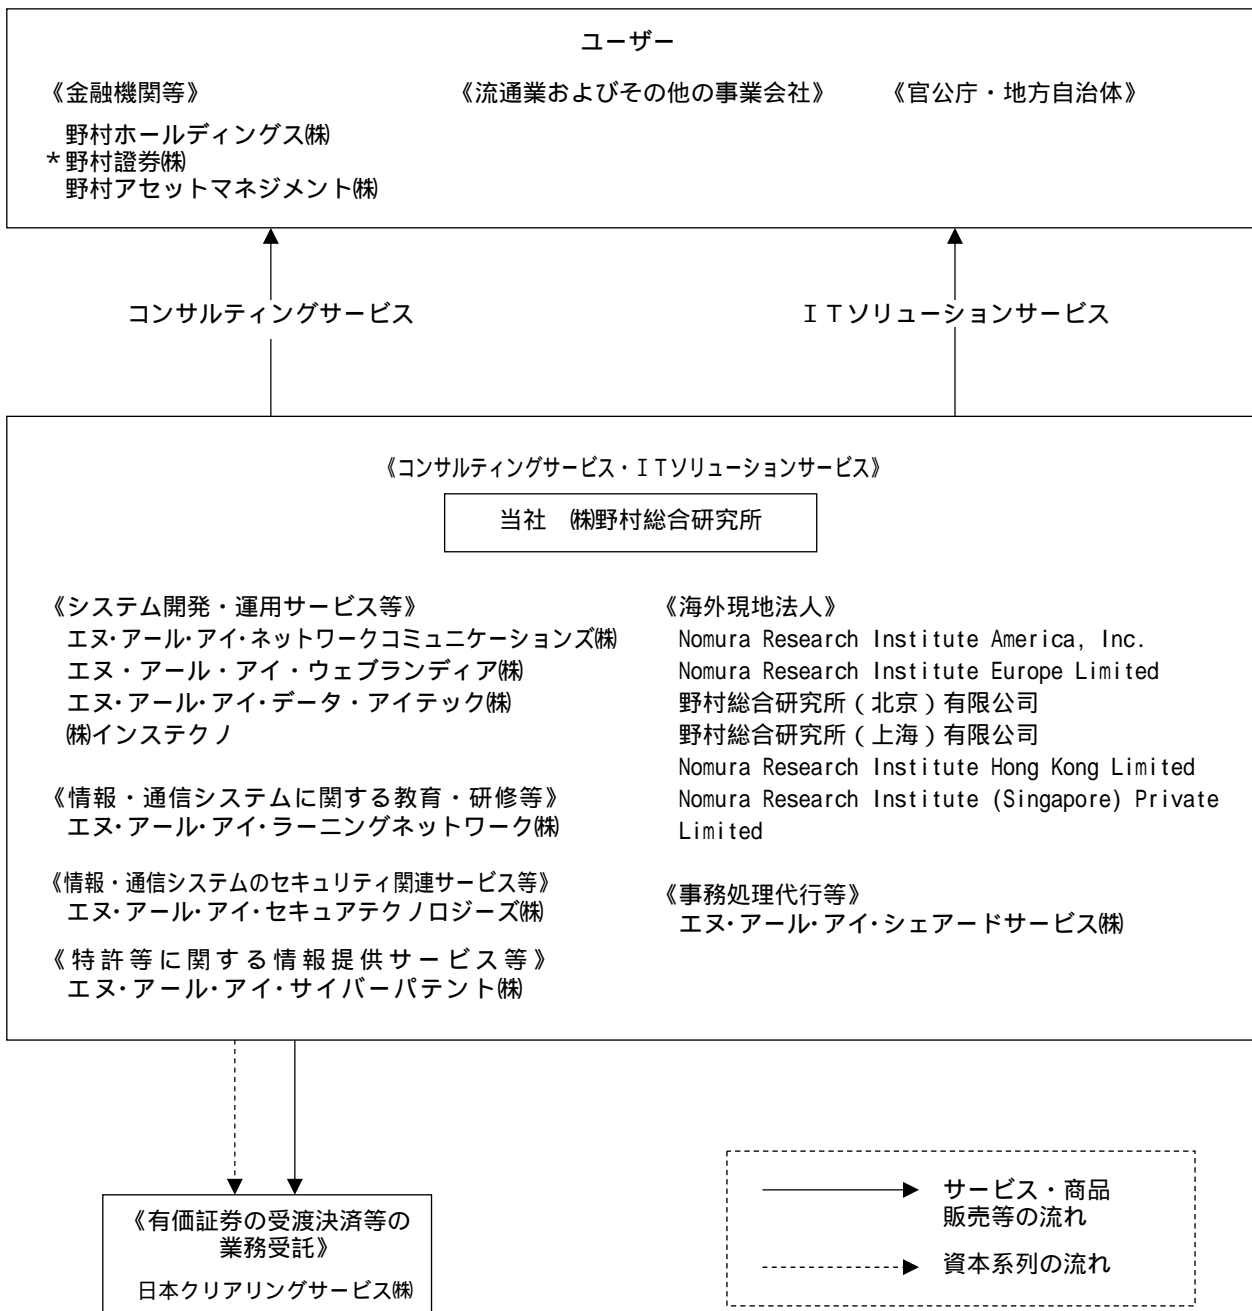 ユーザー
《金融機関等》
野村ホールディングス㈱
*野村證券㈱
野村アセットマネジメント㈱
《流通業およびその他の事業会社》
《官公庁・地方自治体》
コンサルティングサービス
ＩＴソリューションサービス
《コンサルティングサービス・ＩＴソリューションサービス》
当社　㈱野村総合研究所
《システム開発・運用サービス等》
エヌ・アール・アイ・ネットワークコミュニケーションズ㈱
エヌ・アール・アイ・ウェブランディア㈱
エヌ・アール・アイ・データ・アイテック㈱
㈱インステクノ
《情報・通信システムに関する教育・研修等》
エヌ・アール・アイ・ラーニングネットワーク㈱
《情報・通信システムのセキュリティ関連サービス等》
エヌ・アール・アイ・セキュアテクノロジーズ㈱
《特許等に関する情報提供サービス等》
エヌ・アール・アイ・サイバーパテント㈱
《海外現地法人》
Nomura Research Institute America, Inc.
Nomura Research Institute Europe Limited
野村総合研究所（北京）有限公司
野村総合研究所（上海）有限公司
Nomura Research Institute Hong Kong Limited
Nomura Research Institute (Singapore) Private
Limited
《事務処理代行等》
エヌ・アール・アイ・シェアードサービス㈱
《有価証券の受渡決済等の
業務受託》
日本クリアリングサービス㈱
サービス・商品
販売等の流れ
資本系列の流れ